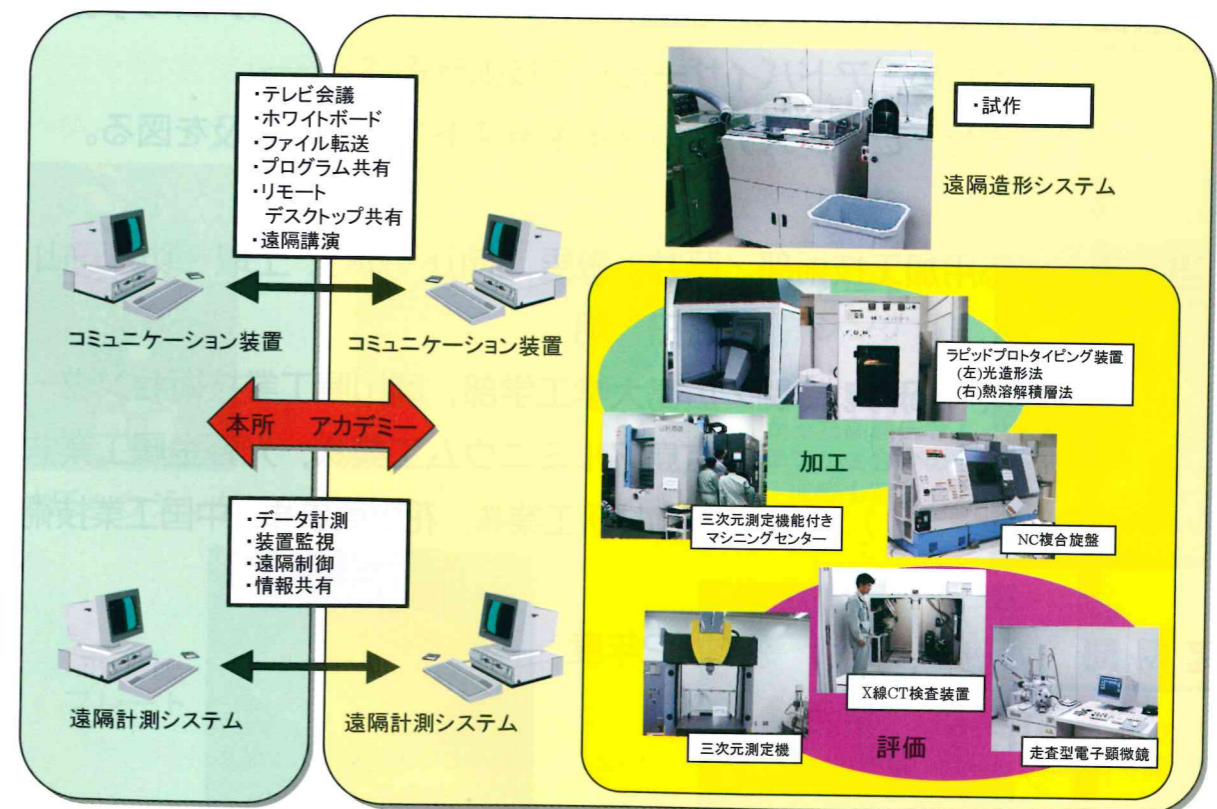 ・テレビ会議
・ホワイトボード
・ファイル転送
・プログラム共有
・リモート
デスクトップ共有
・遠隔講演
コミュニケーション装置
コミュニケーション装置
本所 アカデミー
・データ計測
・装置監視
・遠隔制御
・情報共有
遠隔計測システム
遠隔計測システム
・試作
遠隔造形システム
ラピッドプロトタイピング装置
(左)光造形法
(右)熱溶解積層法
加工
三次元測定機能付き
マシニングセンター
NC複合旋盤
X線CT検査装置
三次元測定機
評価
走査型電子顕微鏡